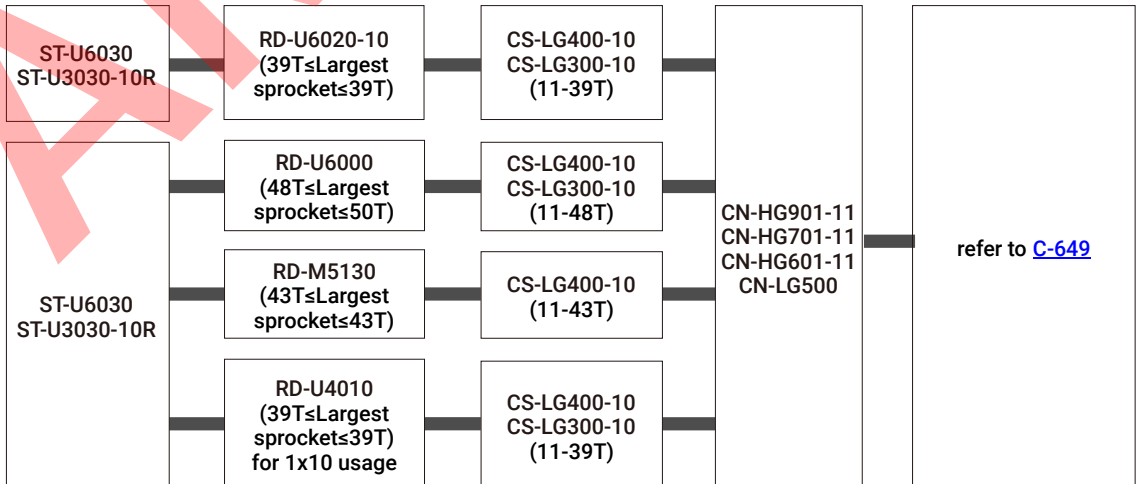 ST-U6030
ST-U3030-10R
RD-U6020-10
(39T≤Largest
sprocket≤39T)
CS-LG400-10
CS-LG300-10
(11-39T)
ST-U6030
ST-U3030-10R
RD-U6000
(48T≤Largest
sprocket≤50T)
CS-LG400-10
CS-LG300-10
(11-48T)
RD-M5130
(43T≤Largest
sprocket≤43T)
CS-LG400-10
(11-43T)
RD-U4010
(39T≤Largest
sprocket≤39T)
for 1x10 usage
CS-LG400-10
CS-LG300-10
(11-39T)
CN-HG901-11
CN-HG701-11
CN-HG601-11
CN-LG500
refer to C-649